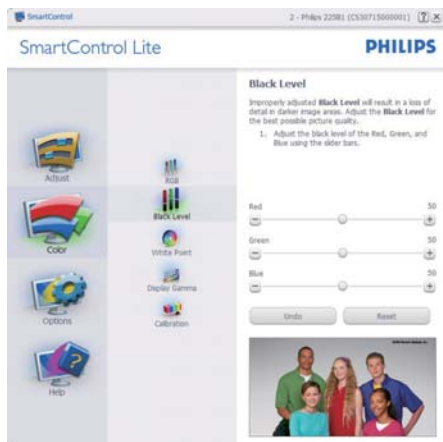 SmartControl
2 - Philips 225B1 (CS30715000001)
SmartControl Lite
PHILIPS
Adjust
Color
Options
Help
RGB
Black Level
White Point
Display Gamma
Calibration
Black Level
Improperly adjusted Black Level will result in a loss of
detail in darker image areas. Adjust the Black Level for
the best possible picture quality.
1. Adjust the black level of the Red, Green, and
Blue using the slider bars.
Red 50
Green 50
Blue 50
Undo Reset